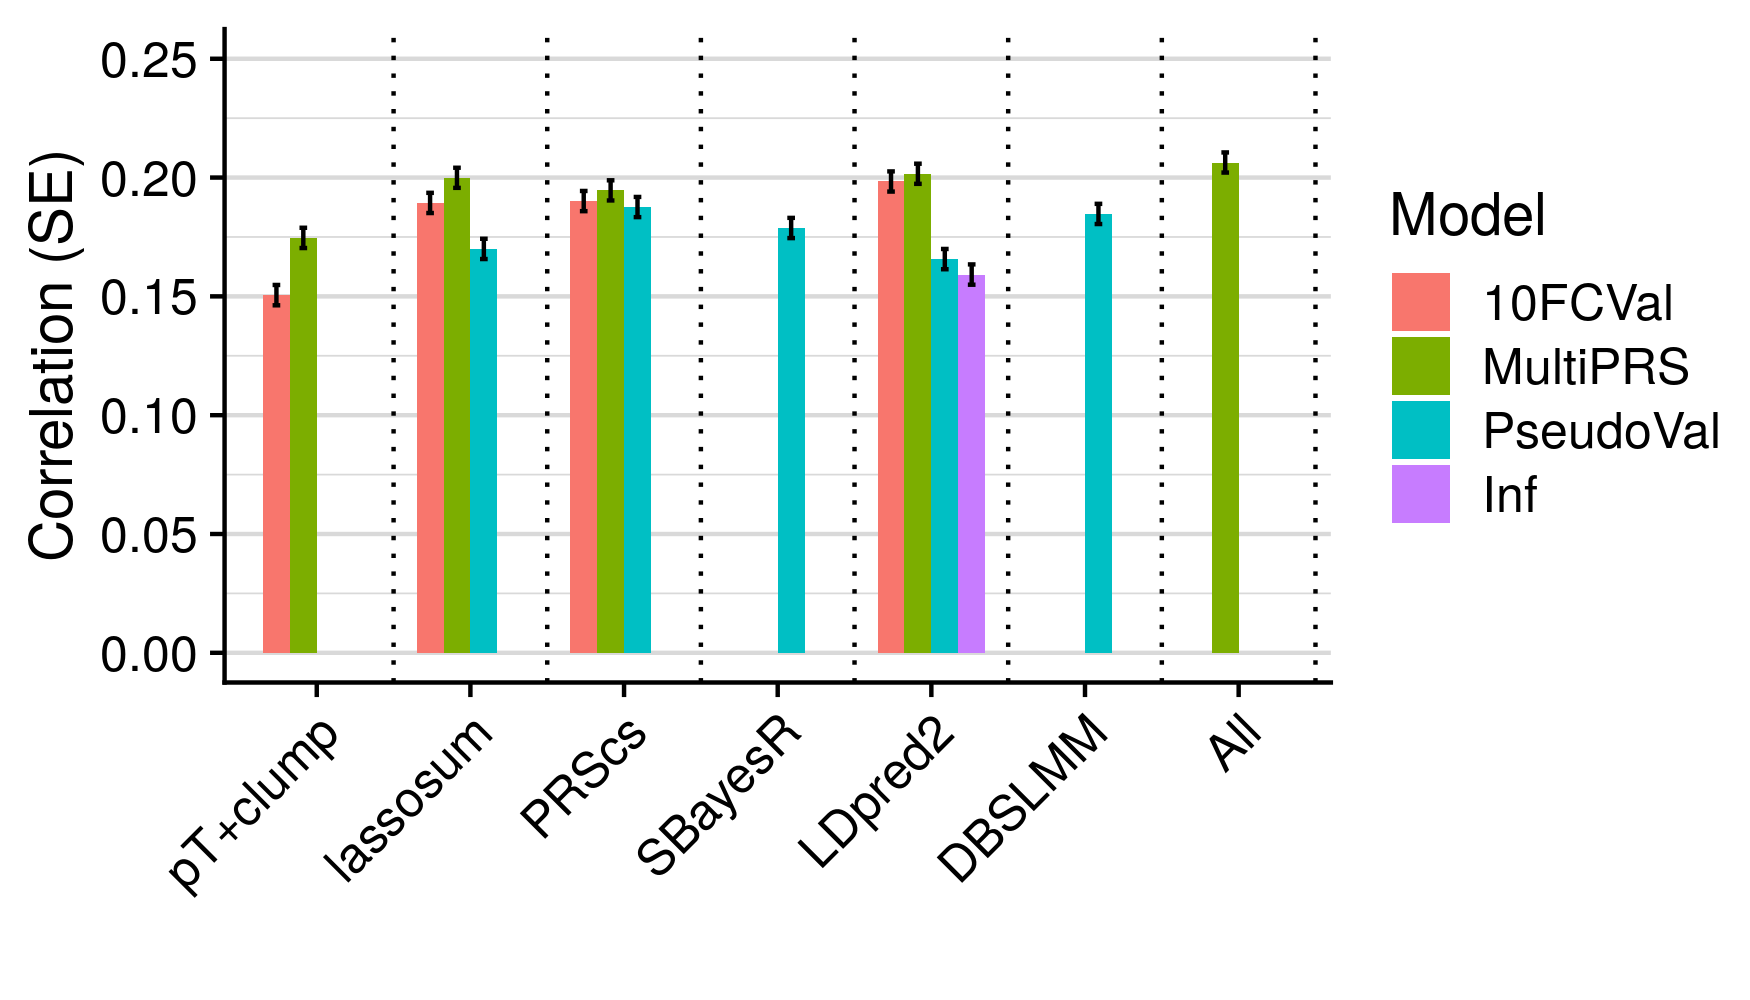 Correlation (SE)
0.25
0.20
0.15
0.10
0.05
0.00
pT+clump
lassosum
PRScs
SBayesR
LDpred2
DBSLMM
All
Model
10FCVal
MultiPRS
PseudoVal
Inf